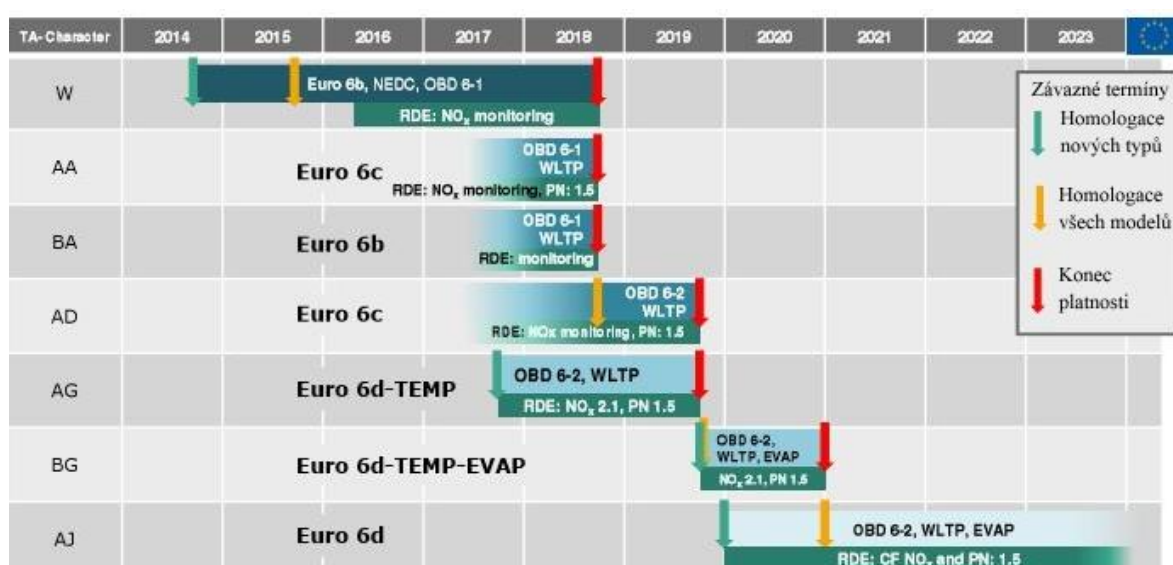 TA-Character 2014 2015 2016 2017 2018 2019 2020 2021 2022 2023
W
Euro 6b, NEDC, OBD 6-1
RDE: NOx monitoring
AA
Euro 6c
OBD 6-1
WLTP
RDE: NOx monitoring, PN: 1.5
BA
Euro 6b
OBD 6-1
WLTP
RDE: monitoring
AD
Euro 6c
OBD 6-2
WLTP
RDE: NOx monitoring, PN: 1.5
AG
Euro 6d-TEMP
OBD 6-2, WLTP
RDE: NOx 2.1, PN 1.5
BG
Euro 6d-TEMP-EVAP
OBD 6-2,
WLTP, EVAP
NOx 2.1, PN 1.5
AJ
Euro 6d
OBD 6-2, WLTP, EVAP
RDE: CF NOx and PN: 1.5
Závazné termíny
Homologace
nových typů
Homologace
všech modelů
Konec
platnosti